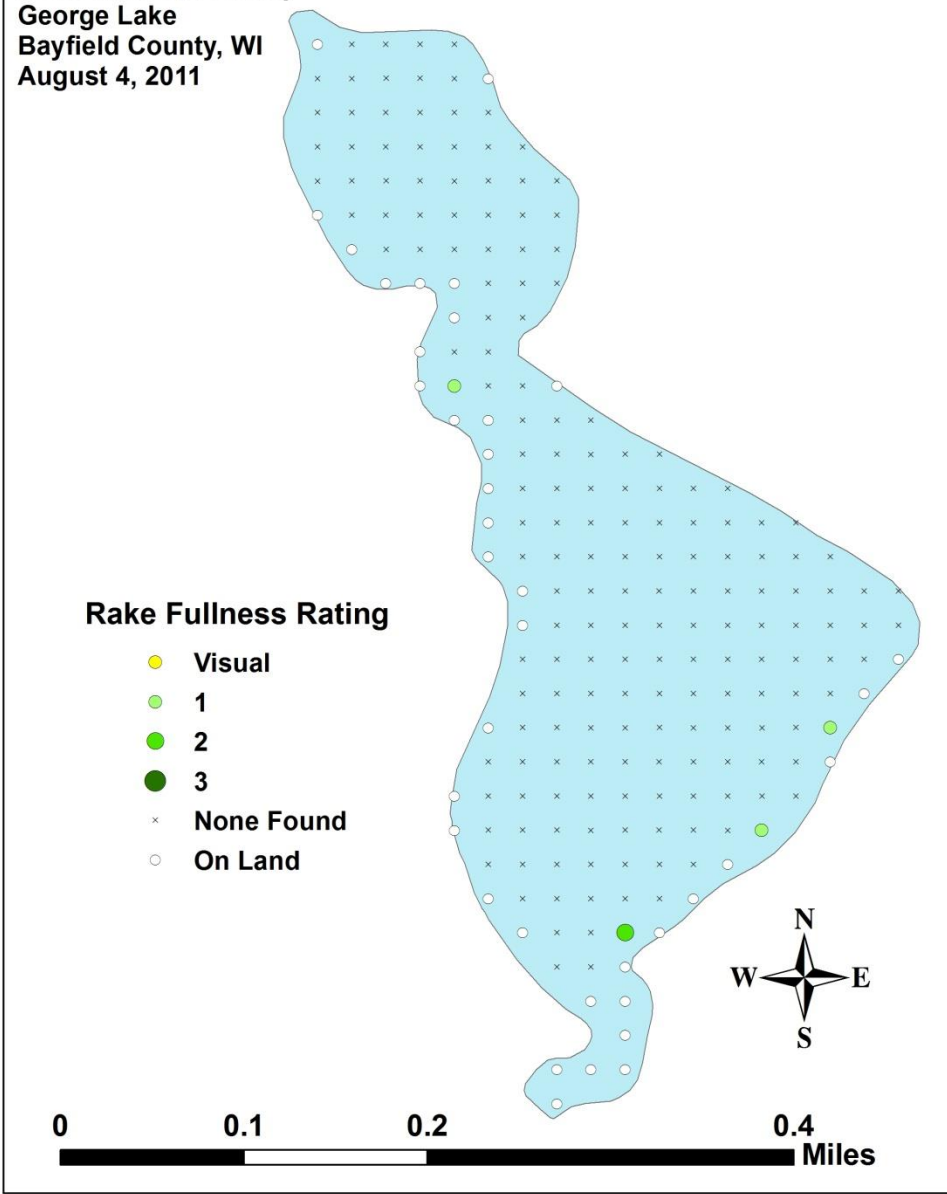 George Lake
Bayfield County, WI
August 4, 2011
Rake Fullness Rating
Visual
1
2
3
None Found
On Land
N
W E
S
0 0.1 0.2 0.4
Miles